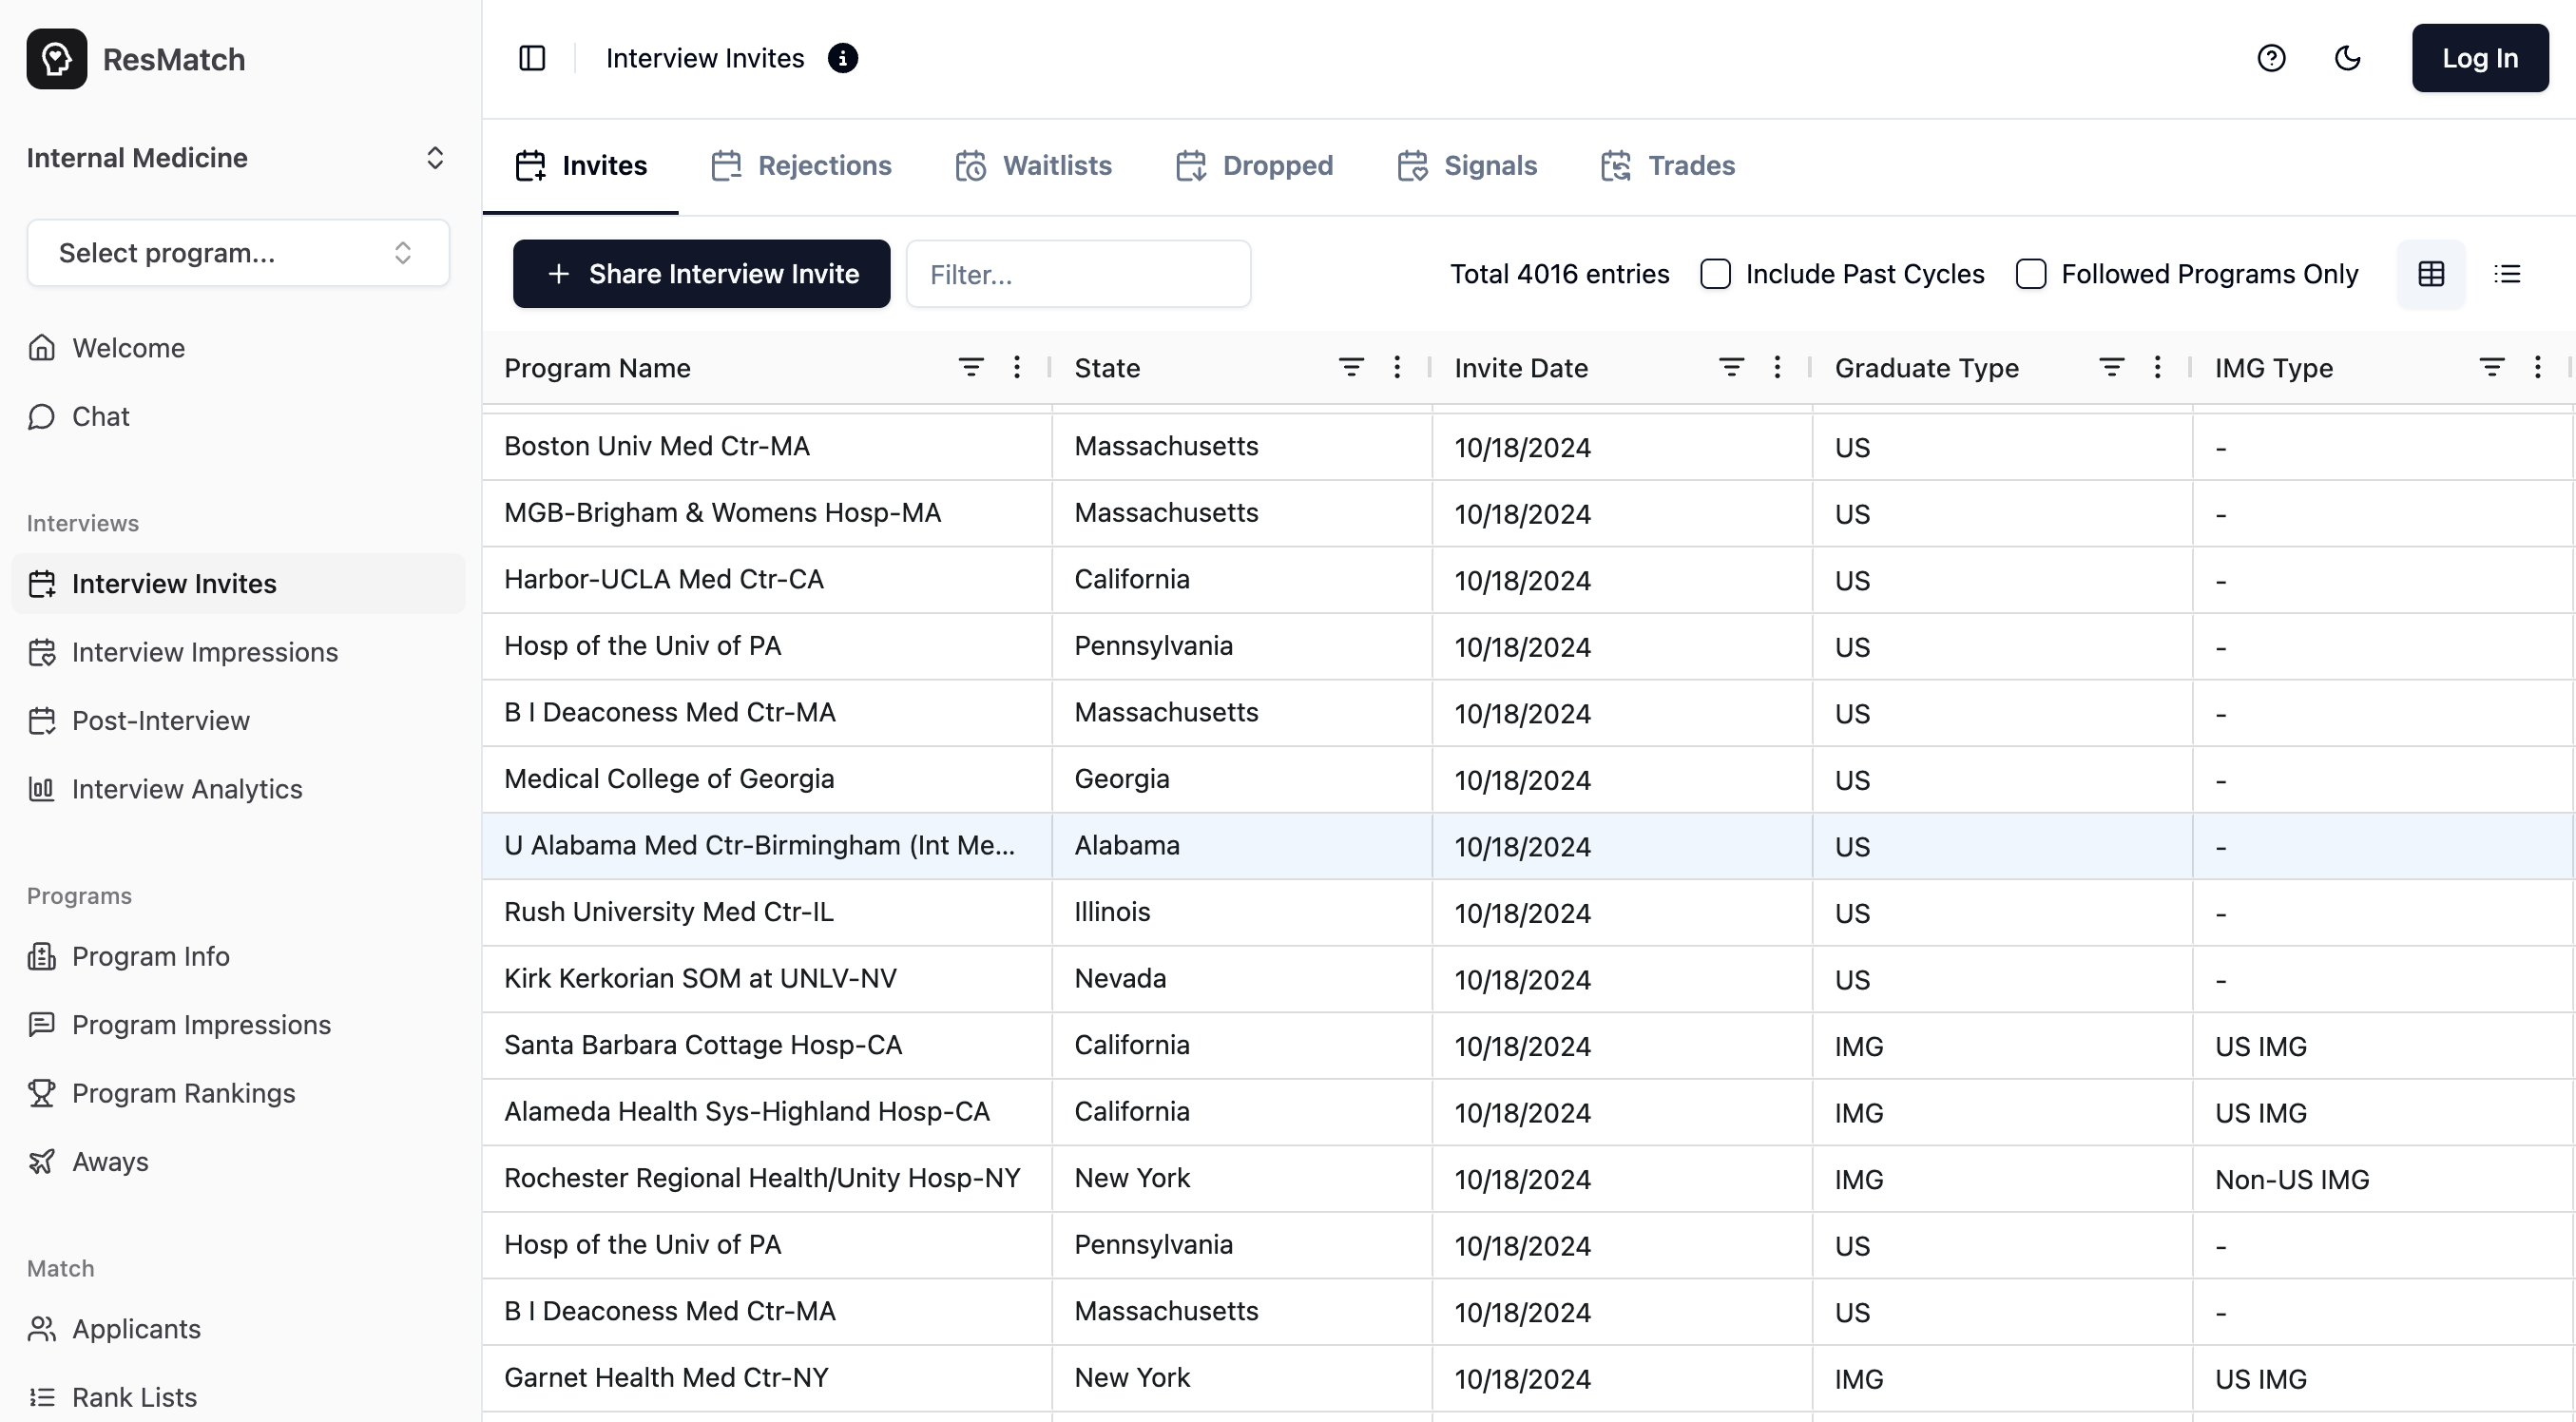 ResMatch
Internal Medicine
Select program...
Welcome
Chat
Interviews
Interview Invites
Interview Impressions
Post-Interview
Interview Analytics
Programs
Program Info
Program Impressions
Program Rankings
Aways
Match
Applicants
Rank Lists
Interview Invites
Log In
Invites Rejections Waitlists Dropped Signals Trades
+ Share Interview Invite Filter... Total 4016 entries Include Past Cycles Followed Programs Only
Program Name State Invite Date Graduate Type IMG Type
Boston Univ Med Ctr-MA Massachusetts 10/18/2024 US -
MGB-Brigham & Womens Hosp-MA Massachusetts 10/18/2024 US -
Harbor-UCLA Med Ctr-CA California 10/18/2024 US -
Hosp of the Univ of PA Pennsylvania 10/18/2024 US -
B I Deaconess Med Ctr-MA Massachusetts 10/18/2024 US -
Medical College of Georgia Georgia 10/18/2024 US -
U Alabama Med Ctr-Birmingham (Int Me... Alabama 10/18/2024 US -
Rush University Med Ctr-IL Illinois 10/18/2024 US -
Kirk Kerkorian SOM at UNLV-NV Nevada 10/18/2024 US -
Santa Barbara Cottage Hosp-CA California 10/18/2024 IMG US IMG
Alameda Health Sys-Highland Hosp-CA California 10/18/2024 IMG US IMG
Rochester Regional Health/Unity Hosp-NY New York 10/18/2024 IMG Non-US IMG
Hosp of the Univ of PA Pennsylvania 10/18/2024 US -
B I Deaconess Med Ctr-MA Massachusetts 10/18/2024 US -
Garnet Health Med Ctr-NY New York 10/18/2024 IMG US IMG